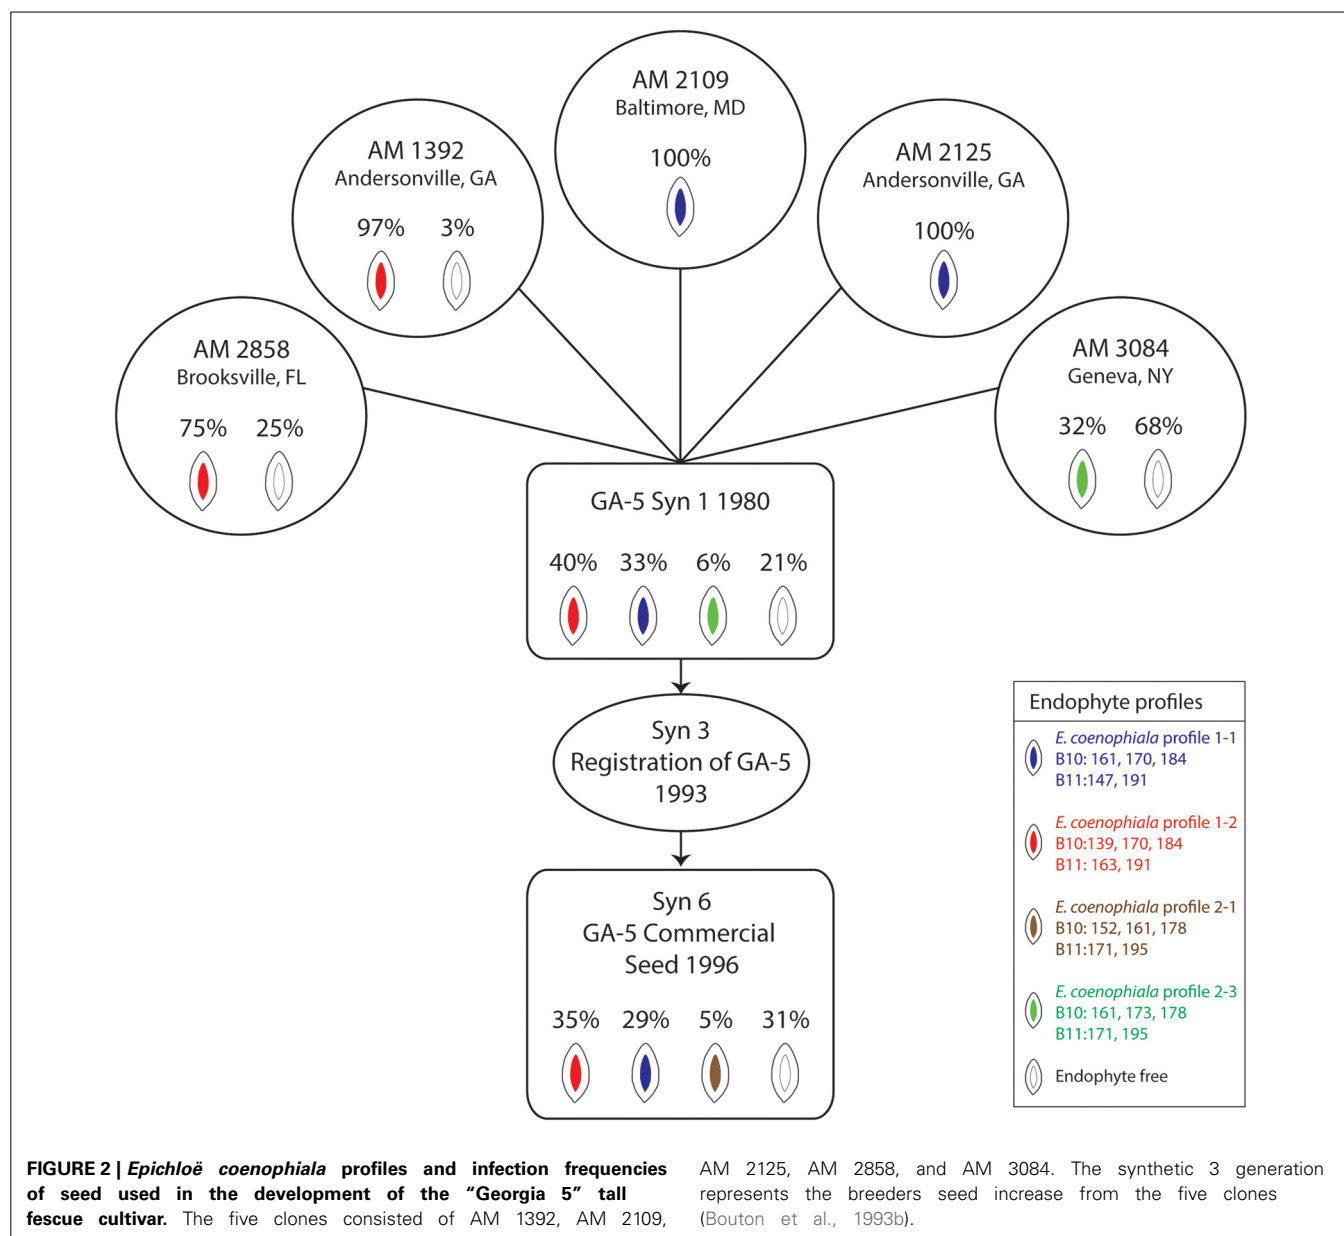 AM 2109
Baltimore, MD
100%
AM 1392
Andersonville, GA
97% 3%
AM 2125
Andersonville, GA
100%
AM 2858
Brooksville, FL
75% 25%
AM 3084
Geneva, NY
32% 68%
GA-5 Syn 1 1980
40% 33% 6% 21%
Syn 3
Registration of GA-5
1993
Syn 6
GA-5 Commercial
Seed 1996
35% 29% 5% 31%
Endophyte profiles
E. coenophiala profile 1-1
B10: 161, 170, 184
B11:147, 191
E. coenophiala profile 1-2
B10:139, 170, 184
B11: 163, 191
E. coenophiala profile 2-1
B10: 152, 161, 178
B11:171, 195
E. coenophiala profile 2-3
B10: 161, 173, 178
B11:171, 195
Endophyte free
FIGURE 2 | Epichloë coenophiala profiles and infection frequencies
of seed used in the development of the “Georgia 5” tall
fescue cultivar. The five clones consisted of AM 1392, AM 2109,
AM 2125, AM 2858, and AM 3084. The synthetic 3 generation
represents the breeders seed increase from the five clones
(Bouton et al., 1993b).